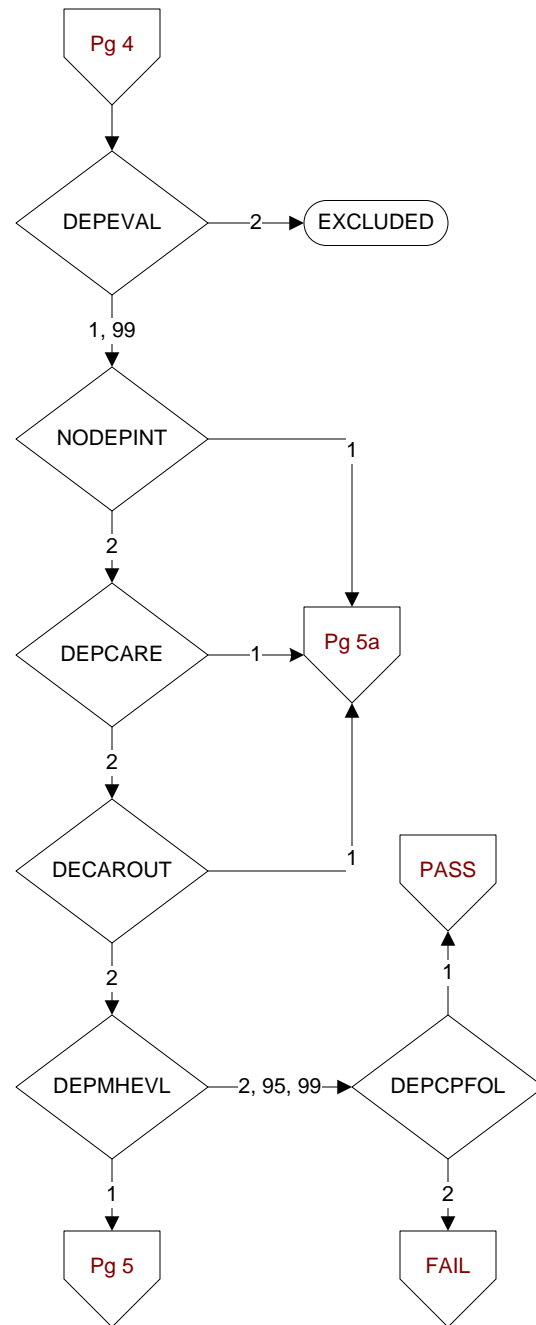 Pg 4
DEPEVAL
2
EXCLUDED
1, 99
NODEPINT
1
2
DEPCARE
1
Pg 5a
2
DECAROUT
1
PASS
2
1
DEPMHEVL
2, 95, 99
DEPCPFOL
1
2
Pg 5
FAIL